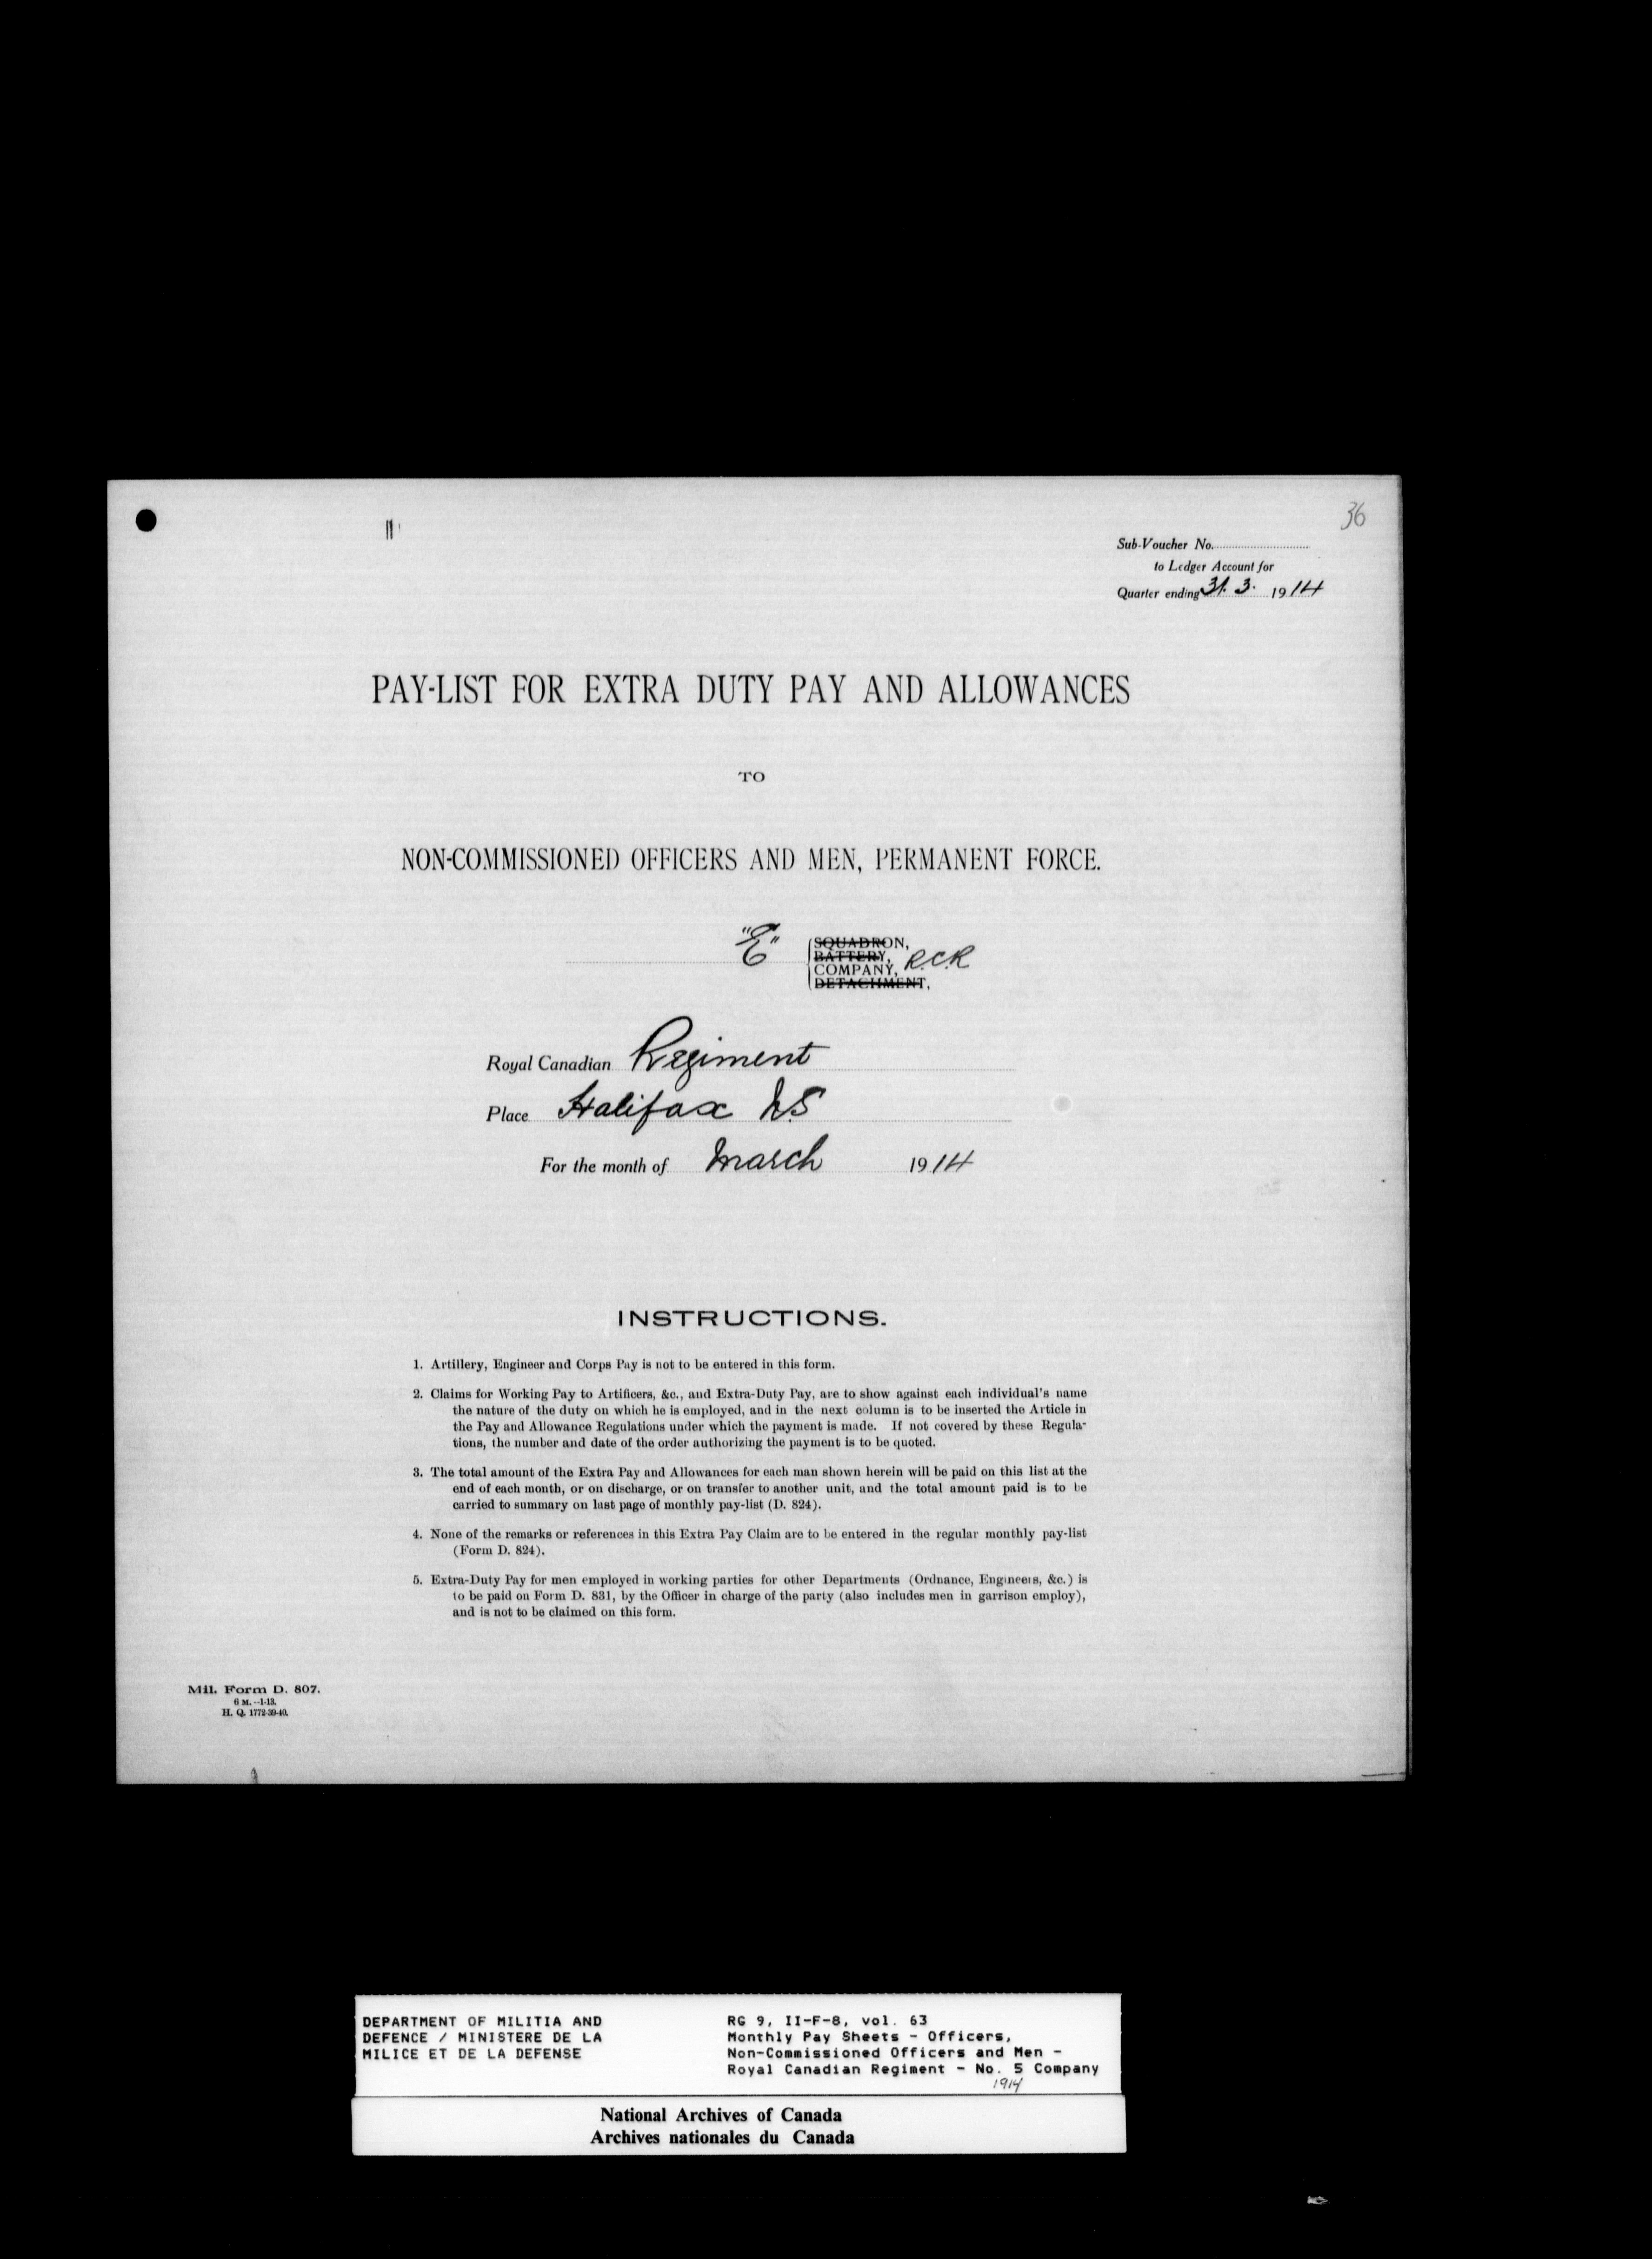 36
Sub-Voucher No.
to Ledger Account for
Quarter ending 31. 3. 1914
PAY-LIST FOR EXTRA DUTY PAY AND ALLOWANCES
TO
NON-COMMISSIONED OFFICERS AND MEN, PERMANENT FORCE.
"E" SQUADRON,
BATTERY,
COMPANY, R.C.R
DETACHMENT,
Royal Canadian Regiment
Place Halifax N.S
For the month of March 1914
INSTRUCTIONS.
1. Artillery, Engineer and Corps Pay is not to be entered in this form.
2. Claims for Working Pay to Artificers, &c., and Extra-Duty Pay, are to show against each individual's name
the nature of the duty on which he is employed, and in the next column is to be inserted the Article in
the Pay and Allowance Regulations under which the payment is made. If not covered by these Regula-
tions, the number and date of the order authorizing the payment is to be quoted.
3. The total amount of the Extra Pay and Allowances for each man shown herein will be paid on this list at the
end of each month, or on discharge, or on transfer to another unit, and the total amount paid is to be
carried to summary on last page of monthly pay-list (D. 824).
4. None of the remarks or references in this Extra Pay Claim are to be entered in the regular monthly pay-list
(Form D. 824).
5. Extra-Duty Pay for men employed in working parties for other Departments (Ordnance, Engineers, &c.) is
to be paid on Form D. 831, by the Officer in charge of the party (also includes men in garrison employ),
and is not to be claimed on this form.
Mil. Form D. 807.
6 M.--1-13.
H. Q. 1772-39-40.
DEPARTMENT OF MILITIA AND
DEFENCE / MINISTERE DE LA
MILICE ET DE LA DEFENSE
RG 9, II-F-8, vol. 63
Monthly Pay Sheets - Officers,
Non-Commissioned Officers and Men -
Royal Canadian Regiment - No. 5 Company
1914
National Archives of Canada
Archives nationales du Canada